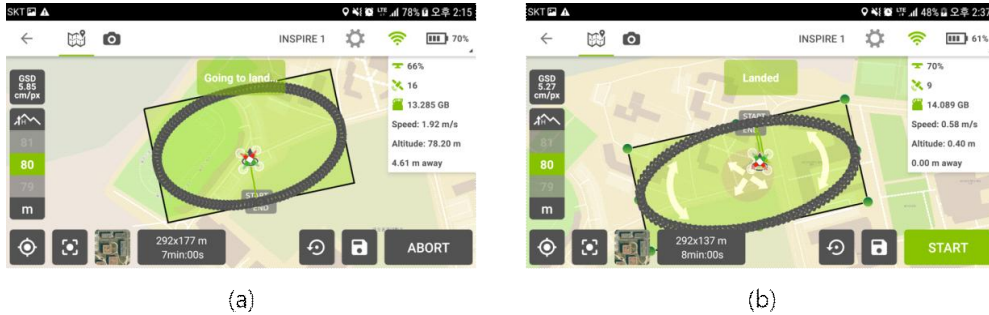 SKT 78% 오후 2:15
INSPIRE 1 70%
GSD
5.85
cm/px
Going to land...
66%
16
13.285 GB
Speed: 1.92 m/s
Altitude: 78.20 m
4.61 m away
81
80
79
m
START
END
292x177 m
7min:00s
ABORT
(a)
SKT LTE 48% 오후 2:37
INSPIRE 1 61%
GSD
5.27
cm/px
Landed
70%
9
14.089 GB
Speed: 0.58 m/s
Altitude: 0.40 m
0.00 m away
81
80
79
m
START
END
292x137 m
8min:00s
START
(b)